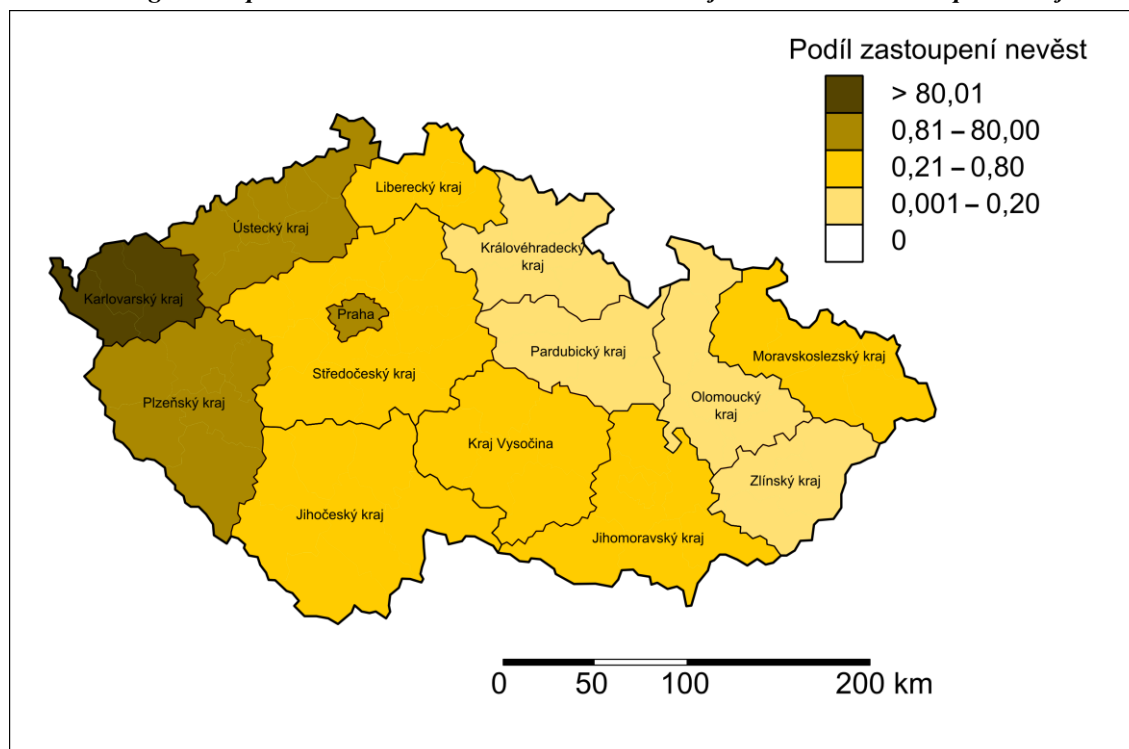 Podíl zastoupení nevěst
> 80,01
0,81 – 80,00
0,21 – 0,80
0,001 – 0,20
0
Liberecký kraj
Ústecký kraj
Královéhradecký
kraj
Karlovarský kraj
Praha
Pardubický kraj
Moravskoslezský kraj
Středočeský kraj
Plzeňský kraj
Olomoucký
kraj
Kraj Vysočina
Zlínský kraj
Jihočeský kraj
Jihomoravský kraj
0 50 100 200 km